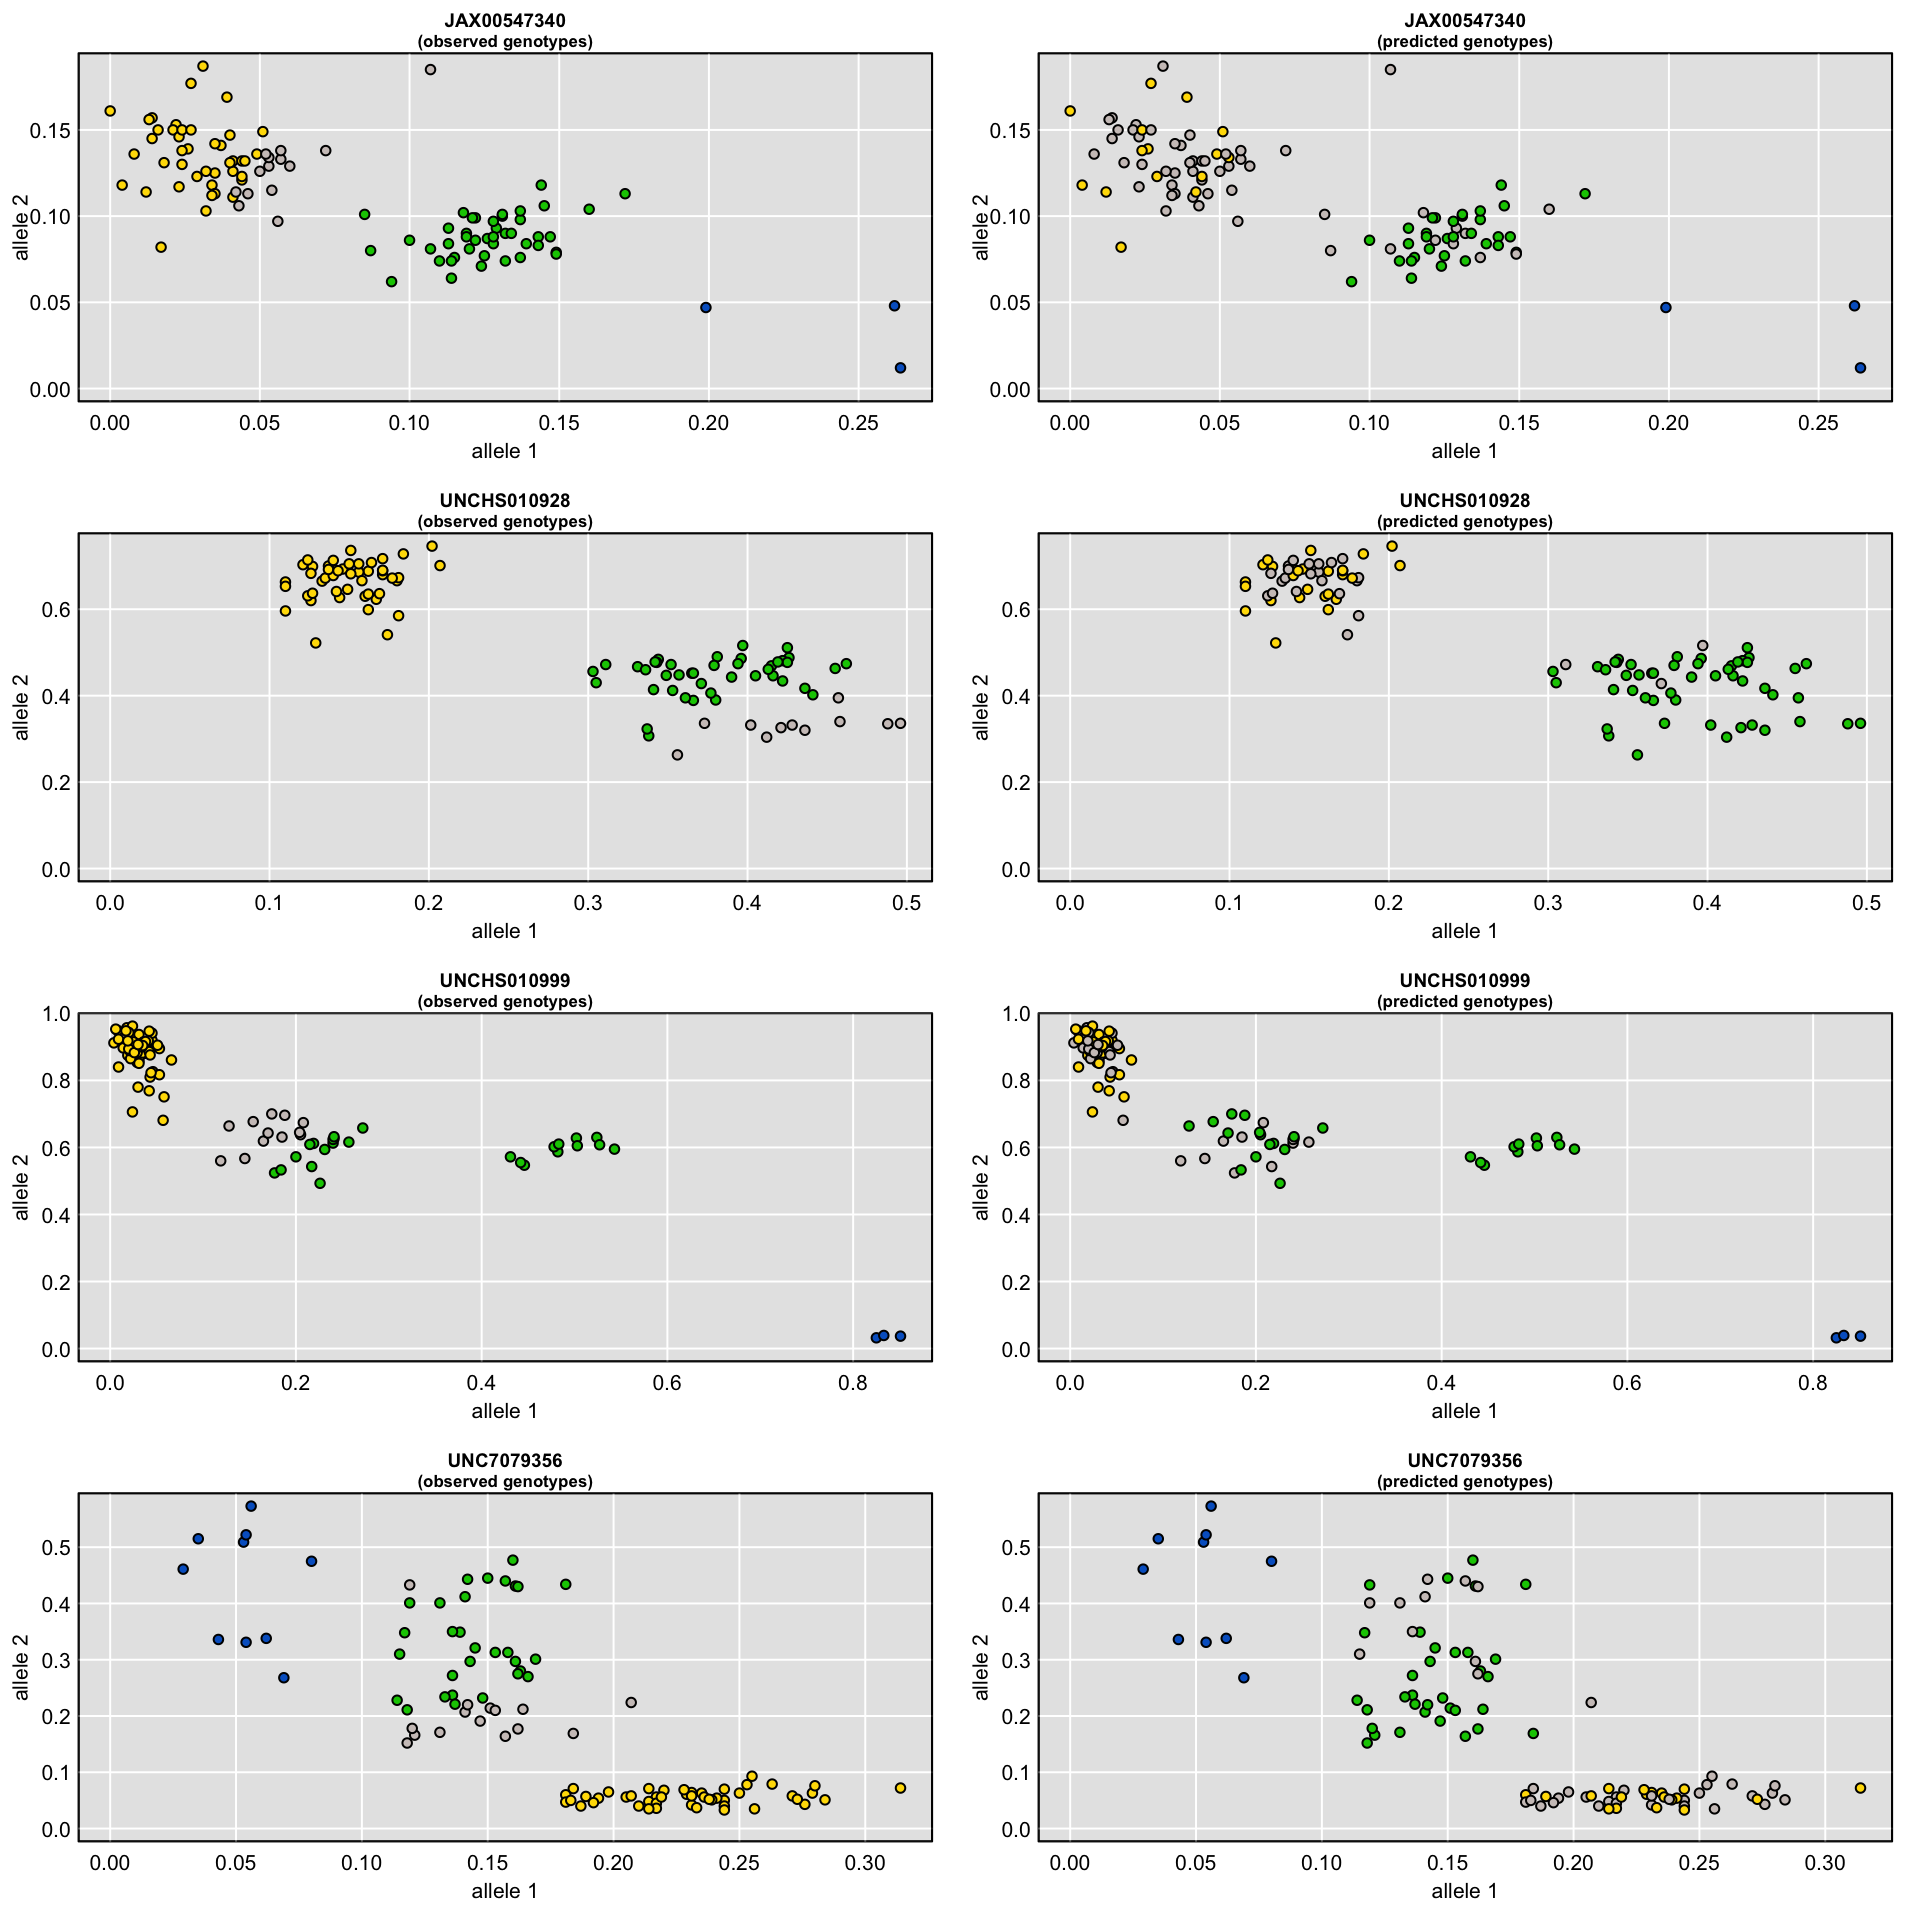 JAX00547340
(observed genotypes)
0.15
0.10
0.05
0.00
allele 2
0.00 0.05 0.10 0.15 0.20 0.25
allele 1
JAX00547340
(predicted genotypes)
0.15
0.10
0.05
0.00
allele 2
0.00 0.05 0.10 0.15 0.20 0.25
allele 1
UNCHS010928
(observed genotypes)
0.6
0.4
0.2
0.0
allele 2
0.0 0.1 0.2 0.3 0.4 0.5
allele 1
UNCHS010928
(predicted genotypes)
0.6
0.4
0.2
0.0
allele 2
0.0 0.1 0.2 0.3 0.4 0.5
allele 1
UNCHS010999
(observed genotypes)
1.0
0.8
0.6
0.4
0.2
0.0
allele 2
0.0 0.2 0.4 0.6 0.8
allele 1
UNCHS010999
(predicted genotypes)
1.0
0.8
0.6
0.4
0.2
0.0
allele 2
0.0 0.2 0.4 0.6 0.8
allele 1
UNC7079356
(observed genotypes)
0.5
0.4
0.3
0.2
0.1
0.0
allele 2
0.00 0.05 0.10 0.15 0.20 0.25 0.30
allele 1
UNC7079356
(predicted genotypes)
0.5
0.4
0.3
0.2
0.1
0.0
allele 2
0.00 0.05 0.10 0.15 0.20 0.25 0.30
allele 1